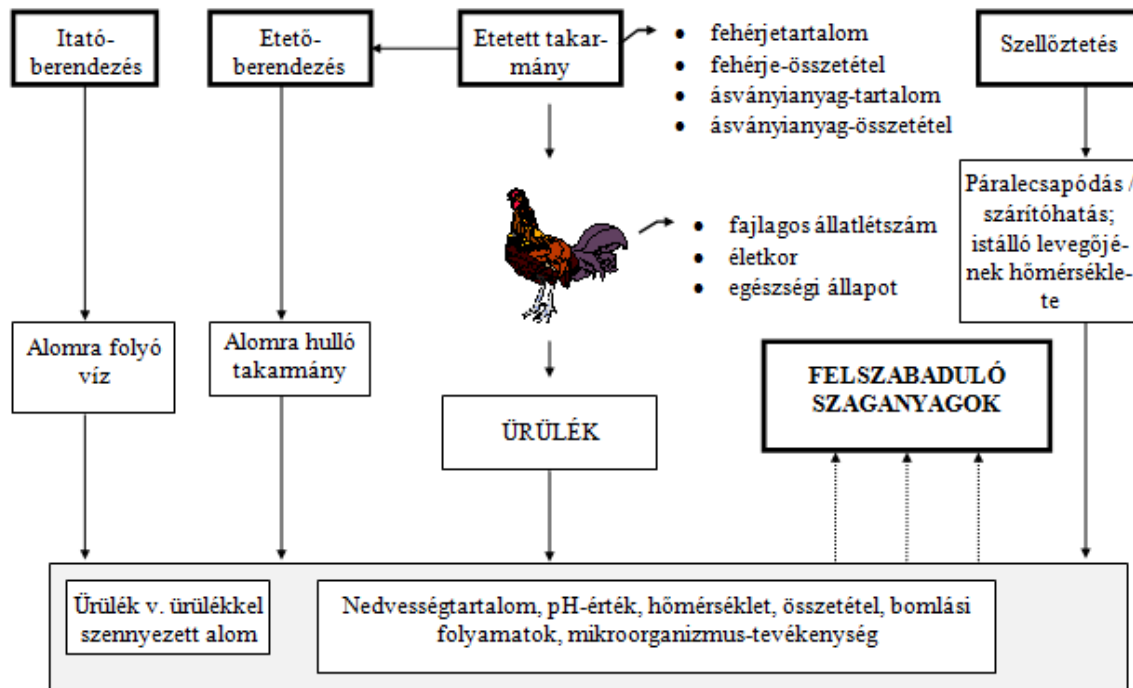 Itató-
berendezés
Etető-
berendezés
Etetett takar-
mány
• fehérjetartalom
• fehérje-összetétel
• ásványianyag-tartalom
• ásványianyag-összetétel
Szellőztetés
Páralecsapódás /
szárítóhatás;
istálló levegőjé-
nek hőmérsékle-
te
• fajlagos állatlétszám
• életkor
• egészségi állapot
Alomra folyó
víz
Alomra hulló
takarmány
ÜRÜLÉK
FELSZABADULÓ
SZAGANYAGOK
Ürülék v. ürülékkel
szennyezett alom
Nedvességtartalom, pH-érték, hőmérséklet, összetétel, bomlási
folyamatok, mikroorganizmus-tevékenység